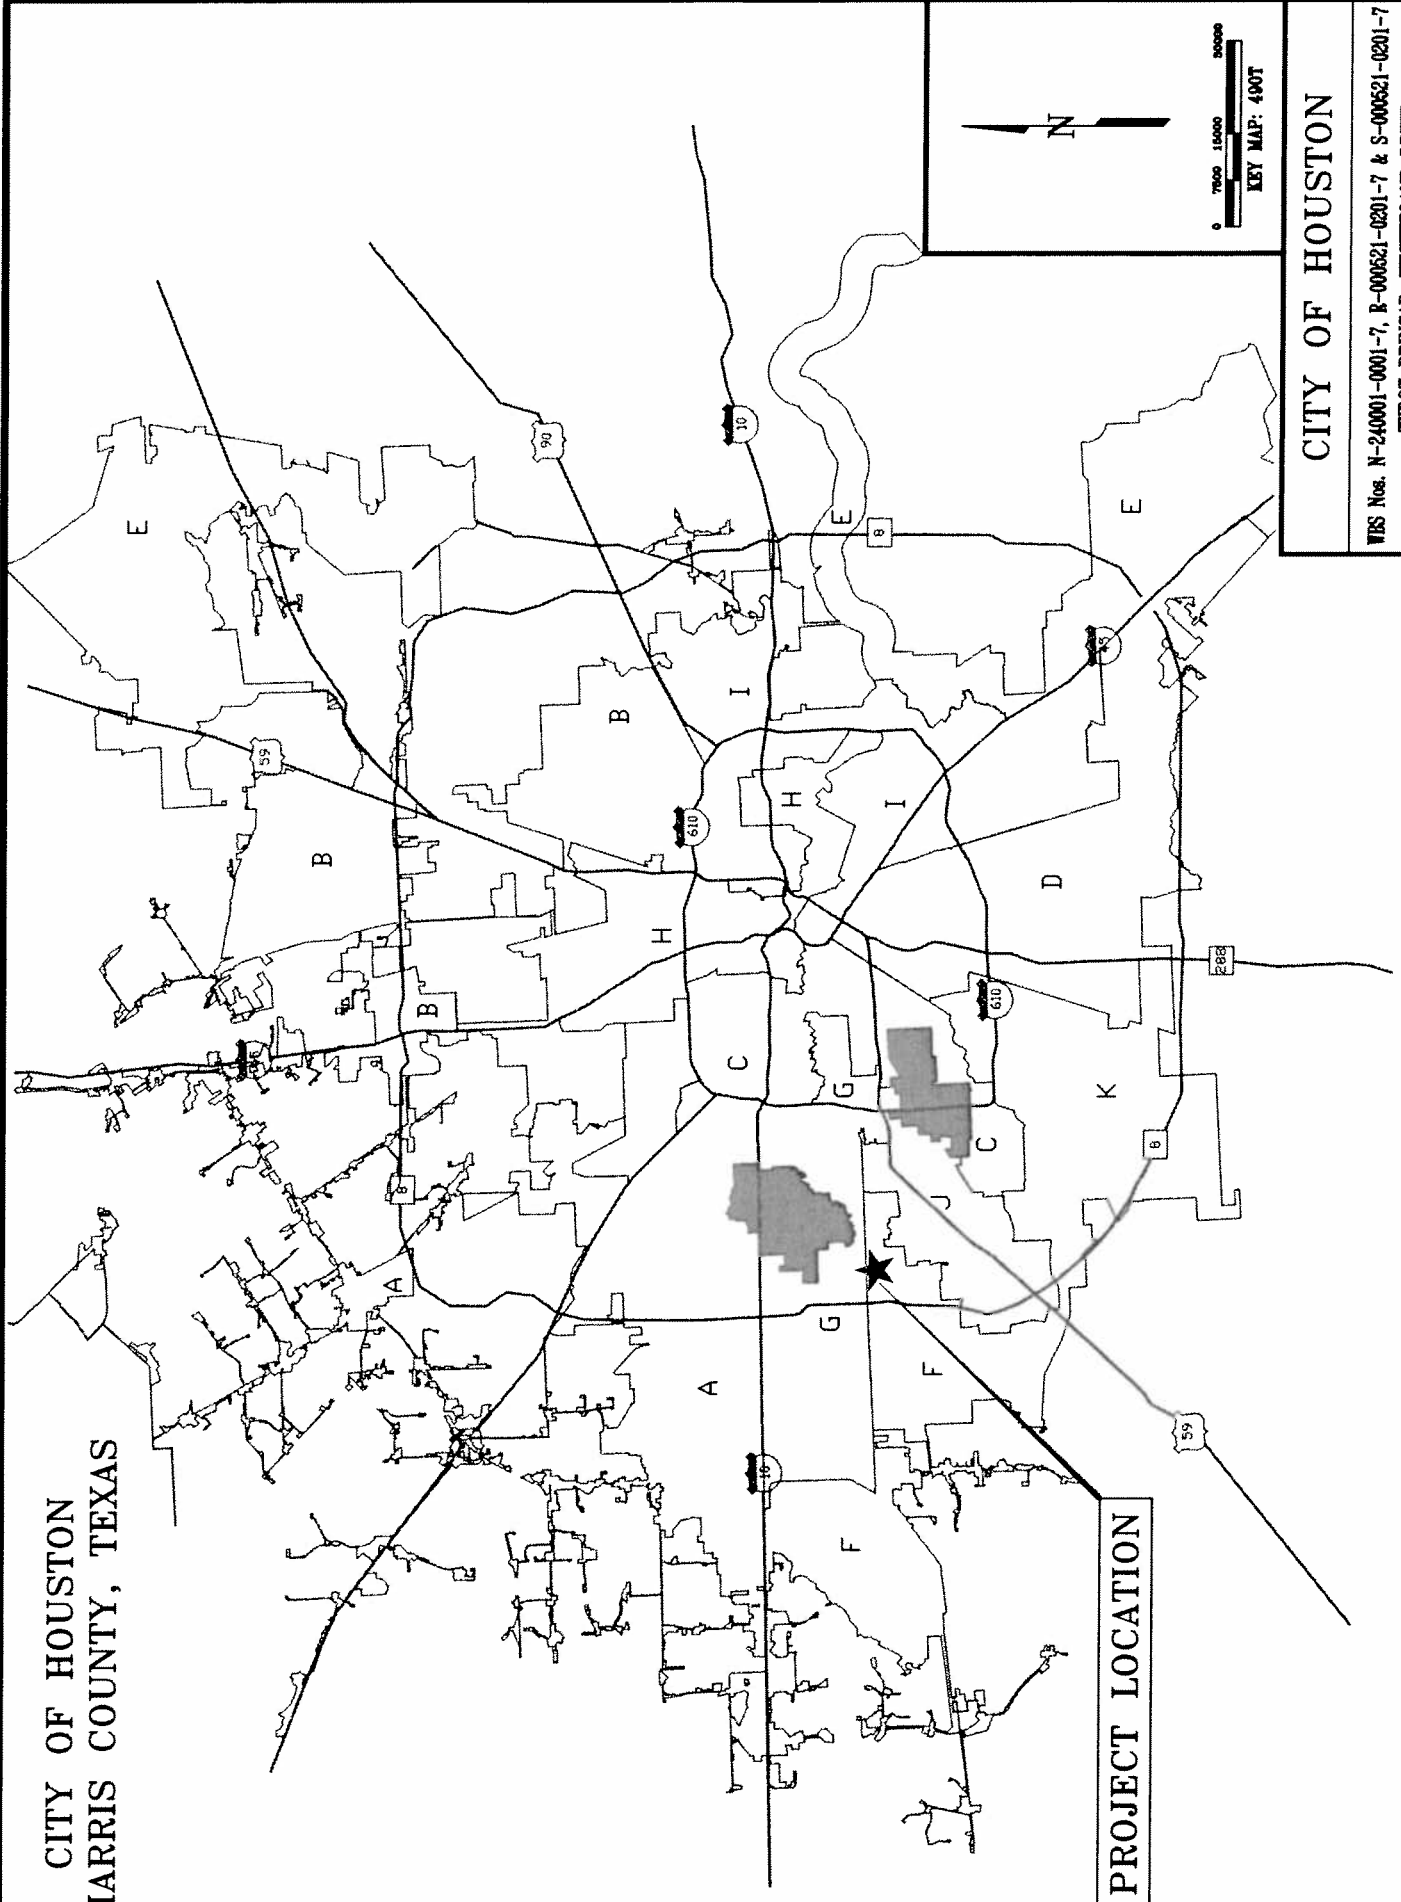 CITY OF HOUSTON
HARRIS COUNTY, TEXAS
E
59
90
10
B
B
I
E
8
E
45
610
H
H
I
B
D
288
610
C
G
C
K
8
8
J
A
G
F
A
10
F
59
PROJECT LOCATION
N
0 7500 15000 30000
KEY MAP: 490T
CITY OF HOUSTON
WBS Nos. N-240001-0001-7, R-000521-0201-7 & S-000521-0201-7